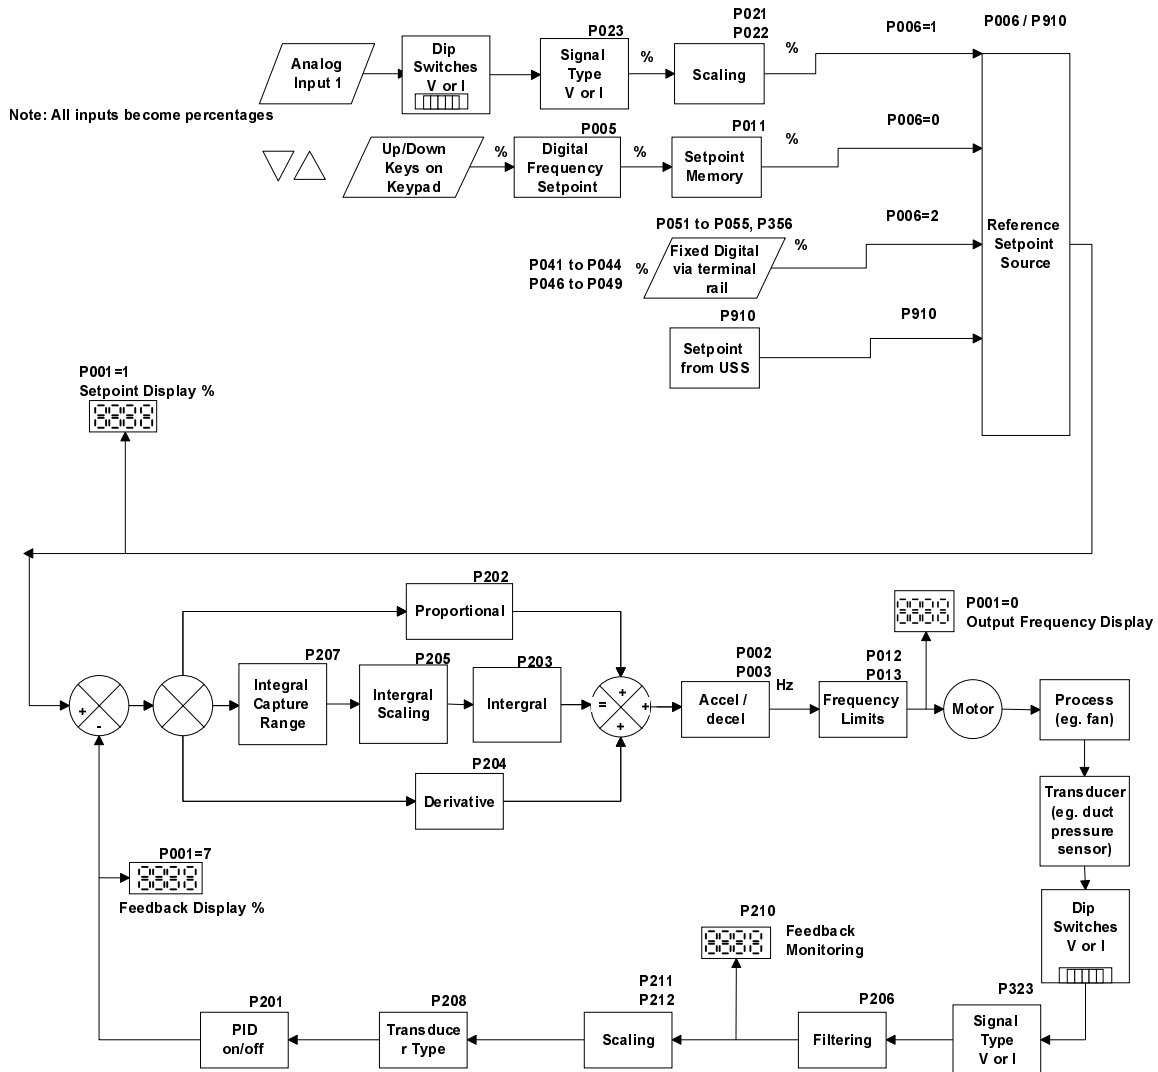 P021
P022
P006=1
P006 / P910
P023
Analog
Input 1
Dip
Switches
V or I
Signal
Type
V or I
%
Scaling
%
Note: All inputs become percentages
P005
P011
P006=0
Up/Down
Keys on
Keypad
%
Digital
Frequency
Setpoint
%
Setpoint
Memory
%
P051 to P055, P356
P006=2
P041 to P044
P046 to P049
%
Fixed Digital
via terminal
rail
%
Reference
Setpoint
Source
P910
P910
Setpoint
from USS
P001=1
Setpoint Display %
8888
P202
Proportional
8888
P001=0
Output Frequency Display
P207
P205
P203
P002
P003
Hz
P012
P013
+
-
Integral
Capture
Range
Intergral
Scaling
Intergral
+
=
+
+
Accel /
decel
Frequency
Limits
Motor
Process
(eg. fan)
P204
Derivative
Transducer
(eg. duct
pressure
sensor)
P001=7
8888
Feedback Display %
P210
8888
Feedback
Monitoring
Dip
Switches
V or I
P201
P208
P211
P212
P206
P323
PID
on/off
Transduce
r Type
Scaling
Filtering
Signal
Type
V or I